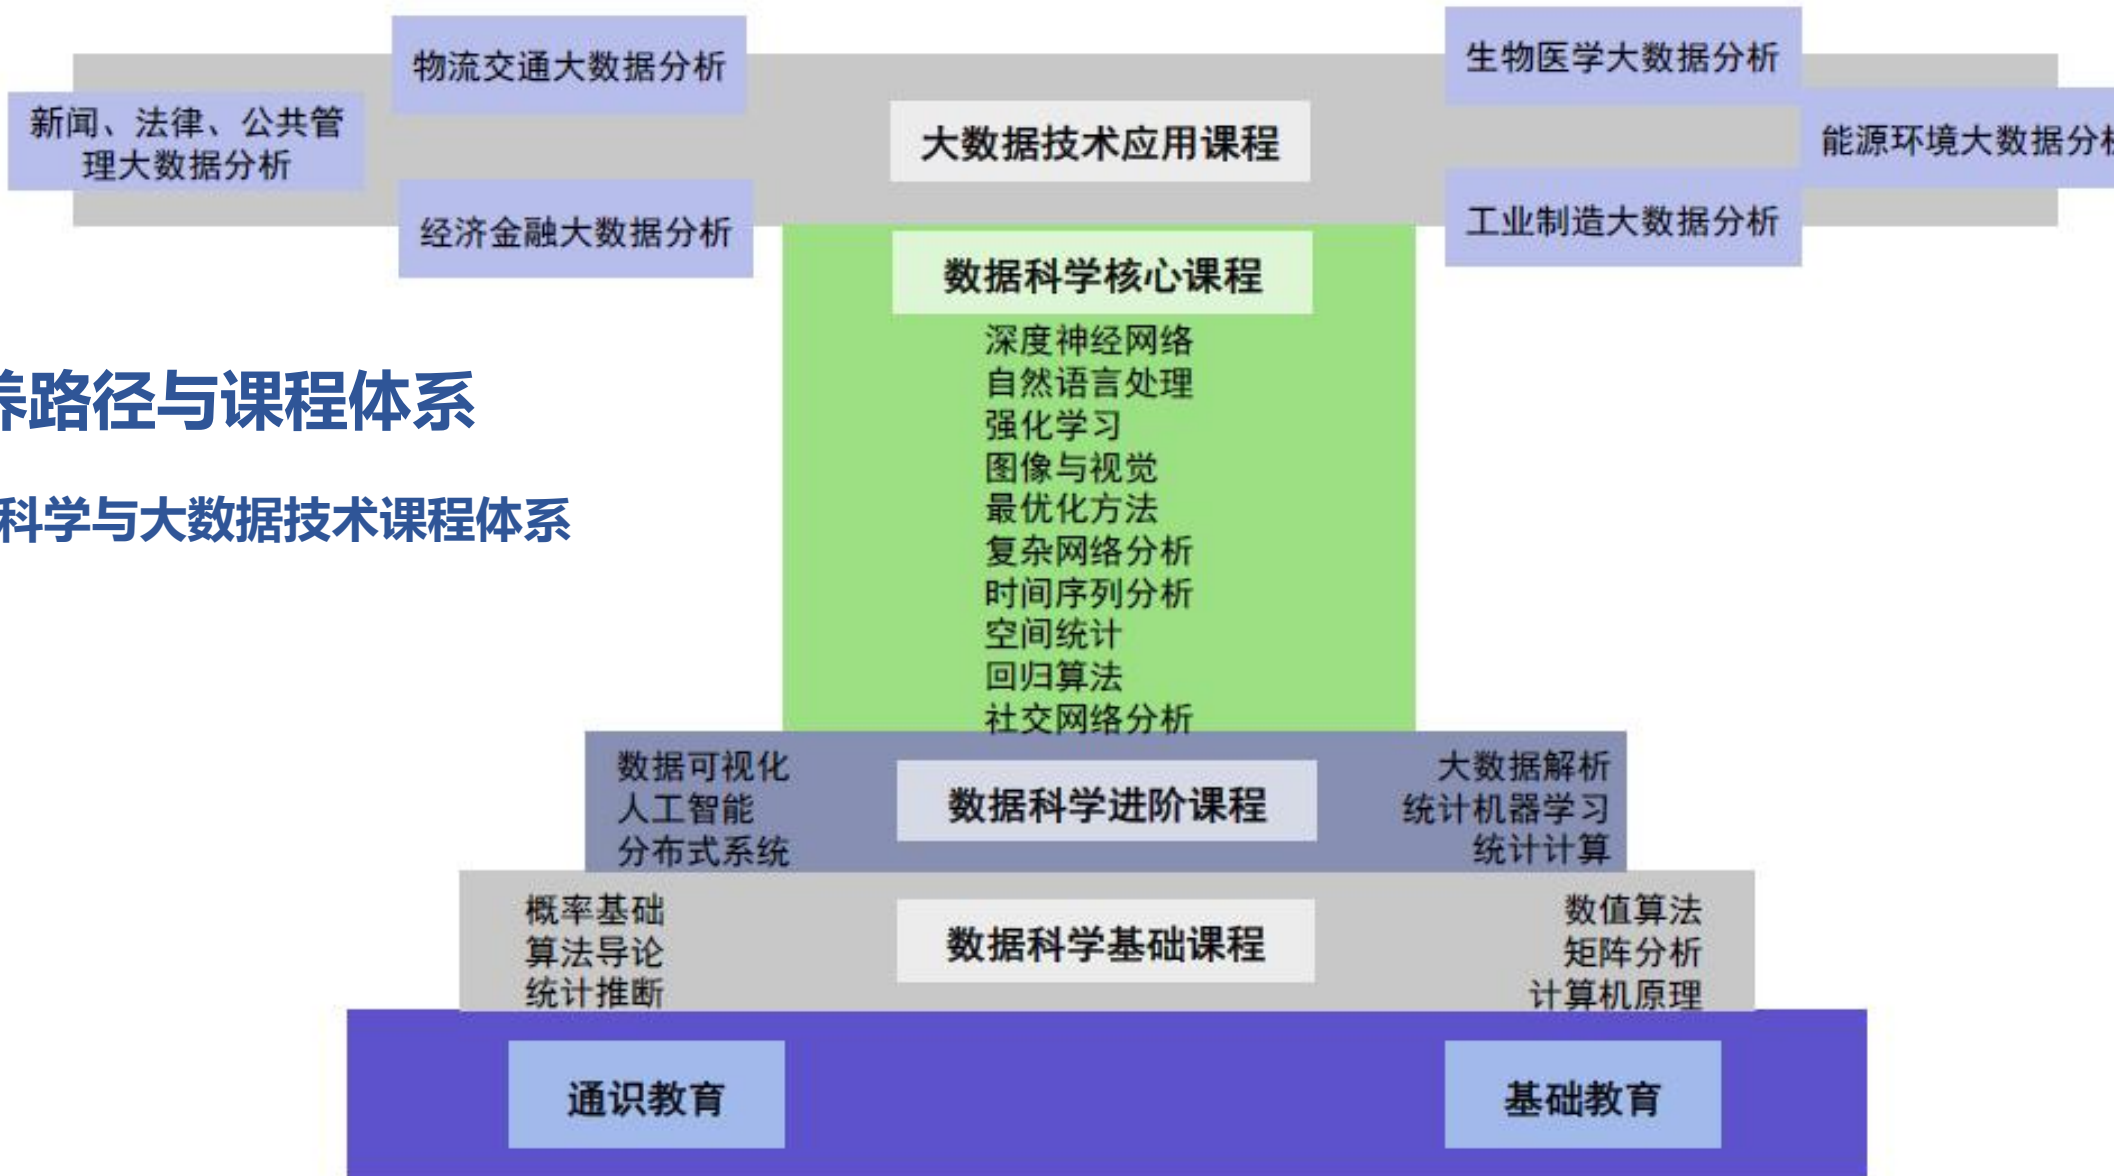 物流交通大数据分析
生物医学大数据分析
新闻、法律、公共管
理大数据分析
大数据技术应用课程
能源环境大数据分
经济金融大数据分析
工业制造大数据分析
数据科学核心课程
深度神经网络
自然语言处理
强化学习
图像与视觉
最优化方法
复杂网络分析
时间序列分析
空间统计
回归算法
社交网络分析
路径与课程体系
科学与大数据技术课程体系
数据可视化
人工智能
分布式系统
数据科学进阶课程
大数据解析
统计机器学习
统计计算
概率基础
算法导论
统计推断
数据科学基础课程
数值算法
矩阵分析
计算机原理
通识教育
基础教育